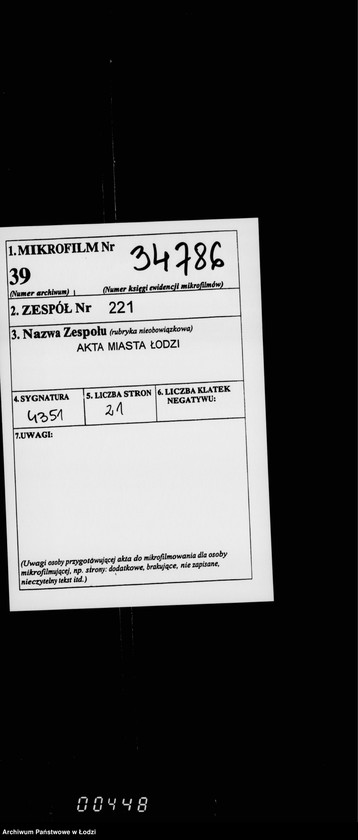 1. MIKROFILM Nr 34786
39
(Numer archiwum) (Numer księgi ewidencji mikrofilmów)
2. ZESPÓŁ Nr 221
3. Nazwa Zespołu (rubryka nieobowiązkowa)
AKTA MIASTA ŁODZI
4. SYGNATURA 5. LICZBA STRON 6. LICZBA KLATEK
NEGATYWU:
4351 21
7. UWAGI:
(Uwagi osoby przygotowującej akta do mikrofilmowania dla osoby
mikrofilmującej, np. strony: dodatkowe, brakujące, nie zapisane,
nieczytelny tekst itd.)
00448
Archiwum Państwowe w Łodzi